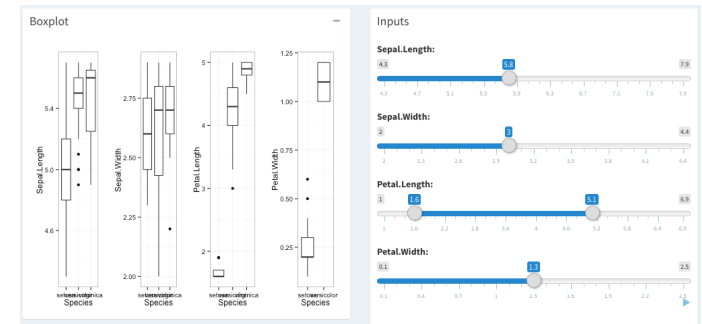 Boxplot
−
Sepal.Length
5.4
5.0
4.6
Species
Sepal.Width
2.75
2.50
2.25
2.00
Species
Petal.Length
5
4
3
2
Species
Petal.Width
1.25
1.00
0.75
0.50
0.25
Species
Inputs
Sepal.Length:
4.3 5.8 7.9
4.3 4.7 5.1 5.5 5.9 6.3 6.7 7.1 7.5 7.9
Sepal.Width:
2 3 4.4
2 2.3 2.6 2.9 3.2 3.5 3.8 4.1 4.4
Petal.Length:
1 1.6 5.1 6.9
1 1.6 2.2 2.8 3.4 4 4.6 5.2 5.8 6.4 6.9
Petal.Width:
0.1 1.3 2.5
0.1 0.4 0.7 1 1.3 1.6 1.9 2.2 2.5